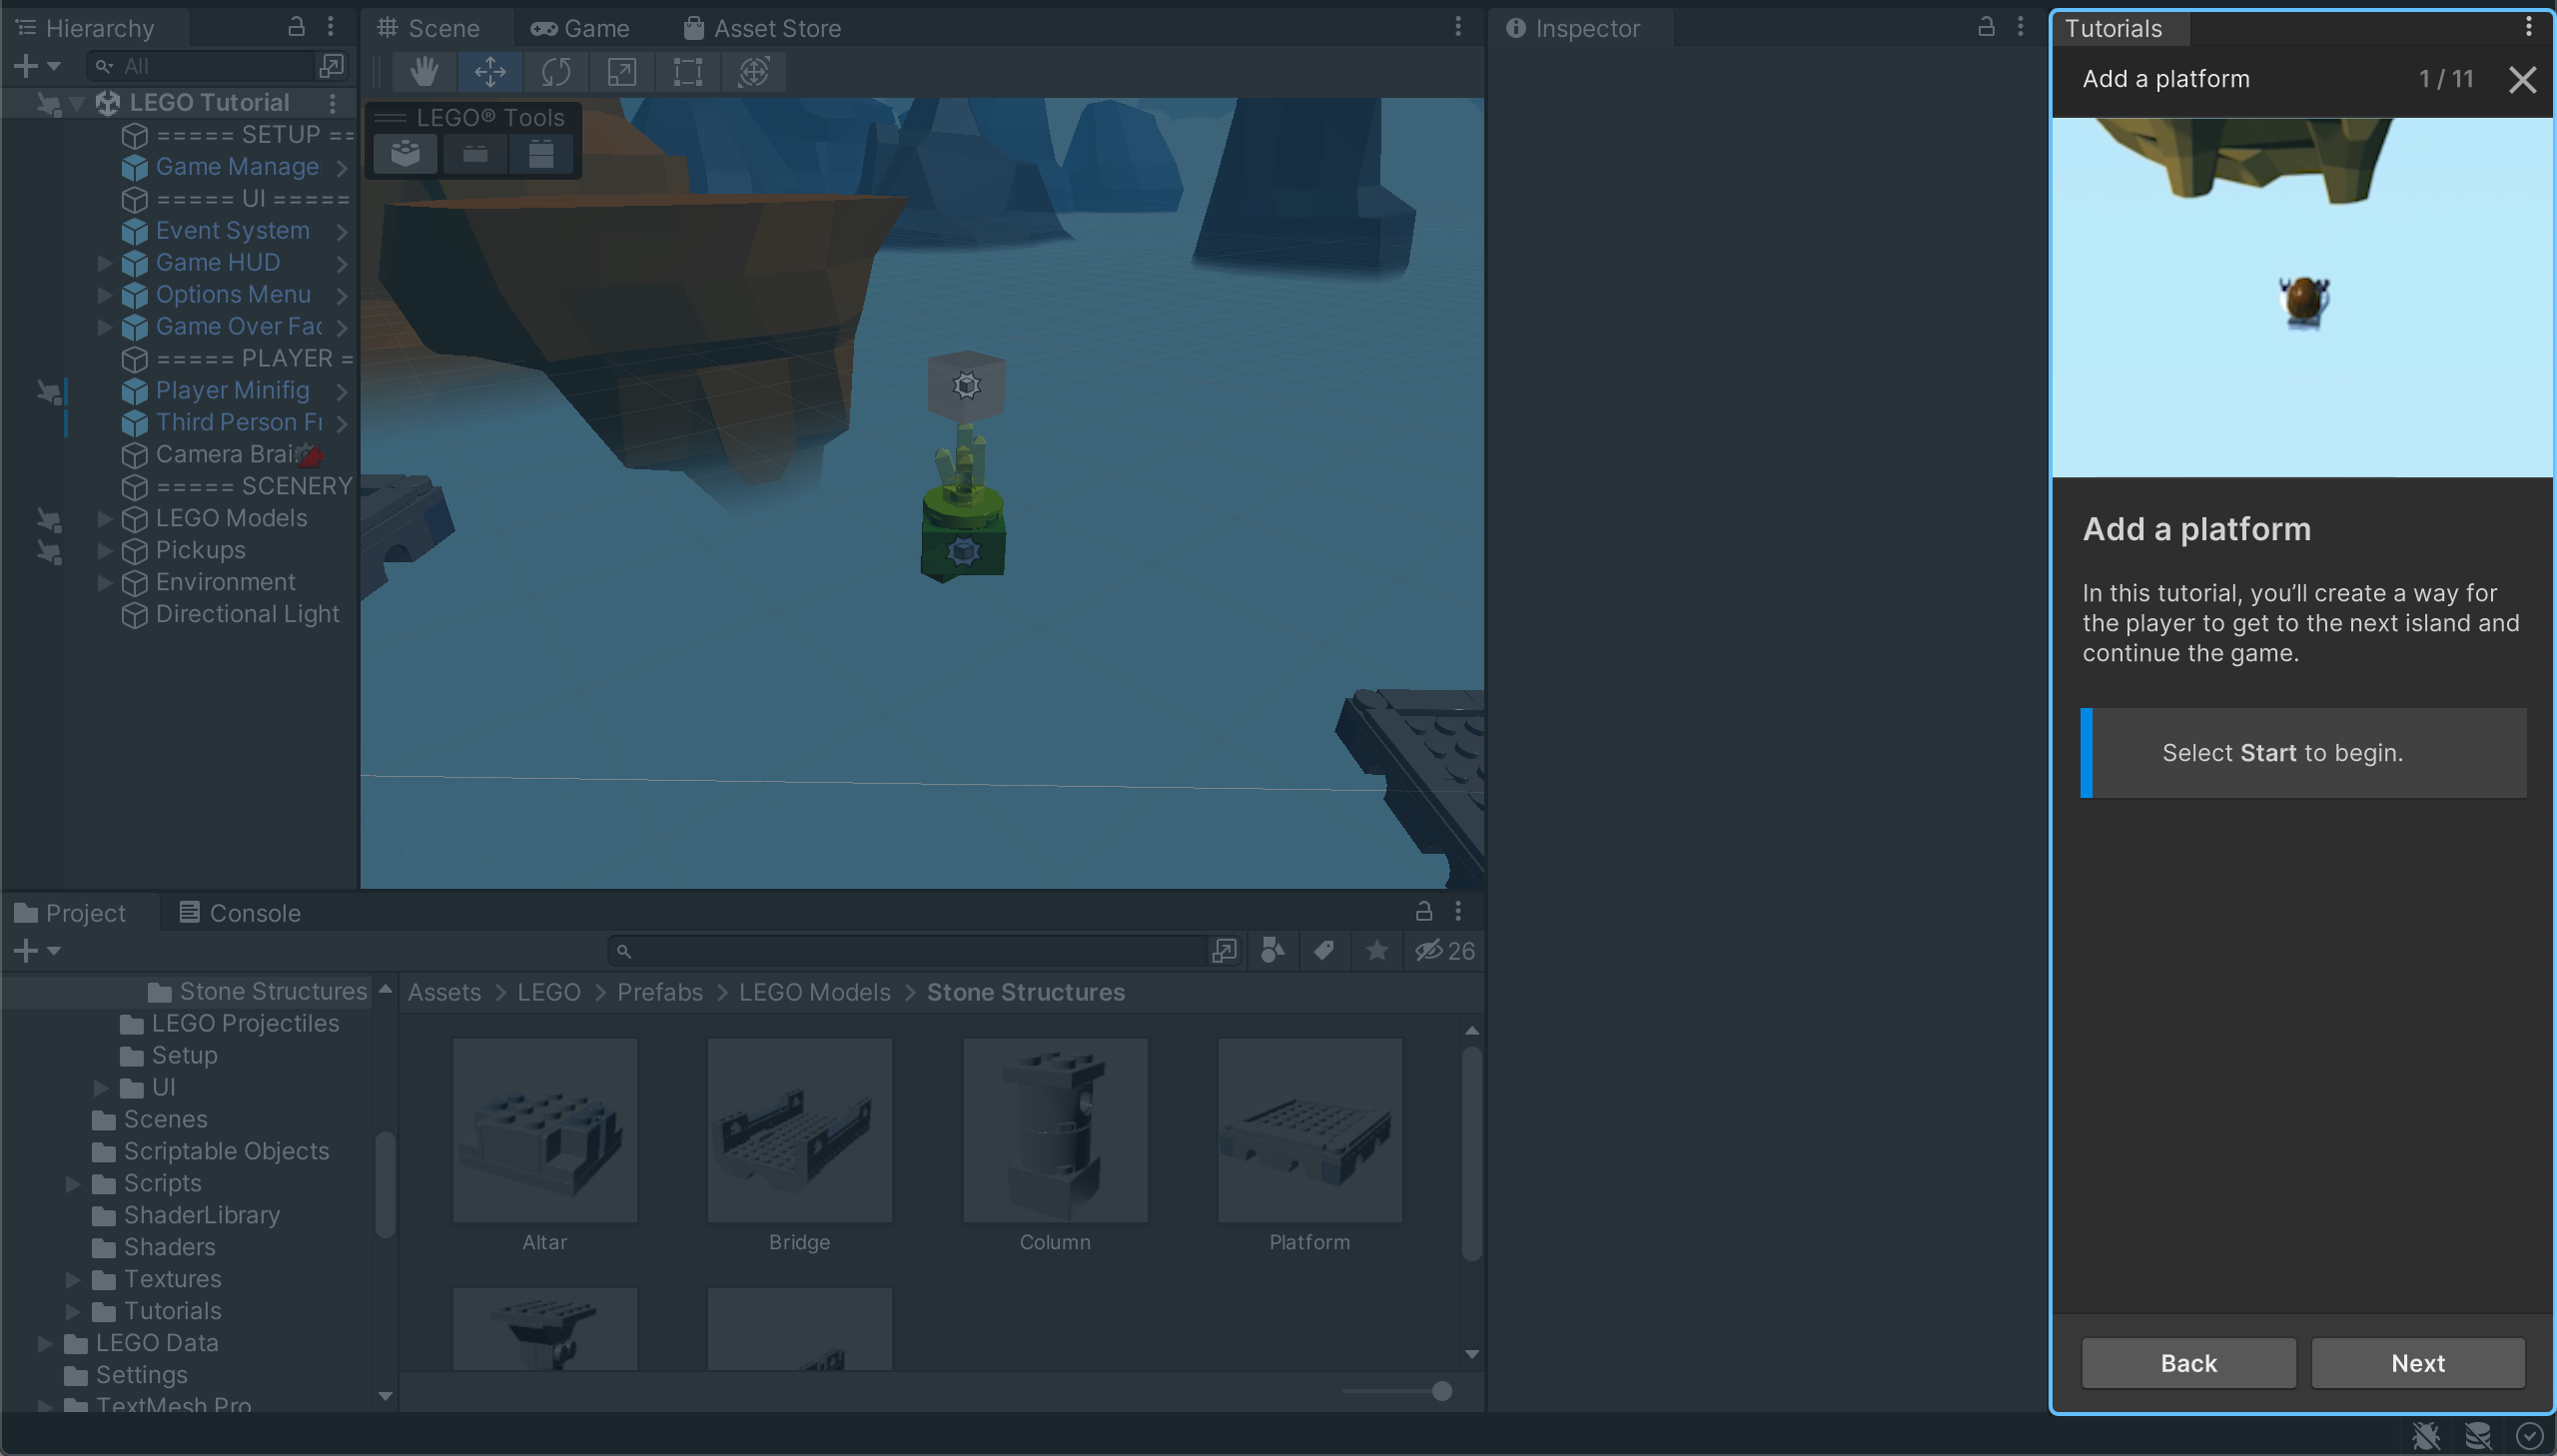 Hierarchy
All
LEGO Tutorial
===== SETUP ==
Game Manage
===== UI =====
Event System
Game HUD
Options Menu
Game Over Fac
===== PLAYER =
Player Minifig
Third Person Fr
Camera Brai
===== SCENERY
LEGO Models
Pickups
Environment
Directional Light
Scene
Game
Asset Store
LEGO® Tools
Inspector
Project
Console
26
Stone Structures
LEGO Projectiles
Setup
UI
Scenes
Scriptable Objects
Scripts
ShaderLibrary
Shaders
Textures
Tutorials
LEGO Data
Settings
TextMesh Pro
Assets > LEGO > Prefabs > LEGO Models > Stone Structures
Altar
Bridge
Column
Platform
Tutorials
Add a platform
1 / 11
Add a platform
In this tutorial, you’ll create a way for
the player to get to the next island and
continue the game.
Select Start to begin.
Back
Next